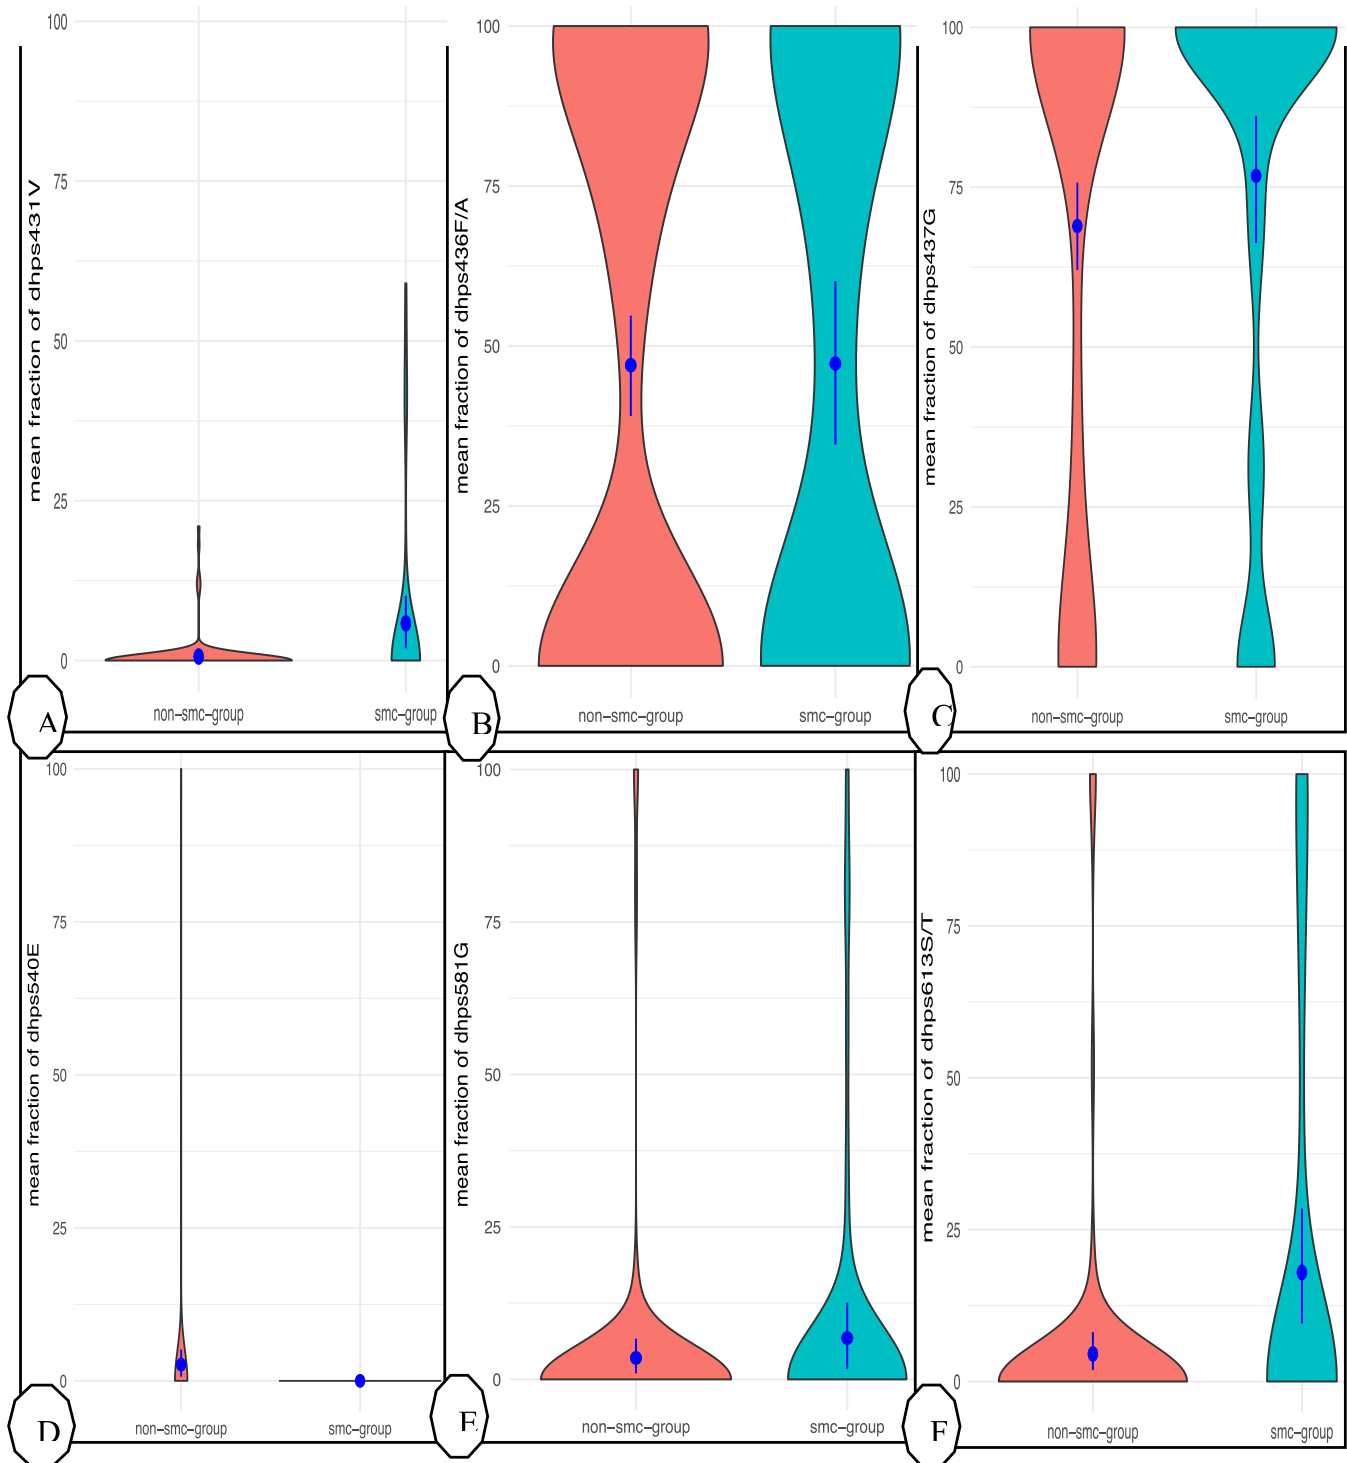 mean fraction of dhps431V
100
75
50
25
0
non-smc-group
smc-group
A
mean fraction of dhps436F/A
100
75
50
25
0
non-smc-group
smc-group
B
mean fraction of dhps437G
100
75
50
25
0
non-smc-group
smc-group
C
mean fraction of dhps540E
100
75
50
25
0
non-smc-group
smc-group
D
mean fraction of dhps581G
100
75
50
25
0
non-smc-group
smc-group
E
mean fraction of dhps613S/T
100
75
50
25
0
non-smc-group
smc-group
F